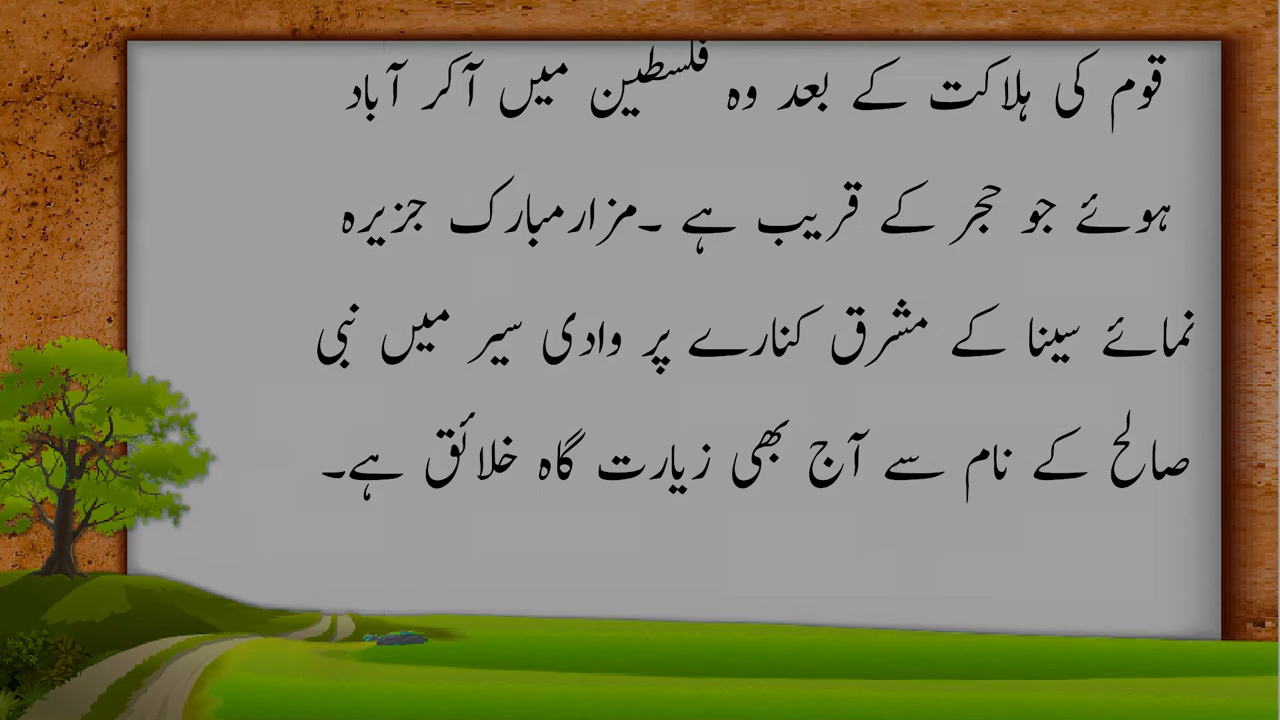 قوم کی ہلاکت کے بعد وہ فلسطین میں آکر آباد
ہوئے جو حجر کے قریب ہے ۔مزارمبارک جزیرہ
نمائے سینا کے مشرق کنارے پر وادی سیر میں نبی
صالح کے نام سے آج بھی زیارت گاہ خلائق ہے۔